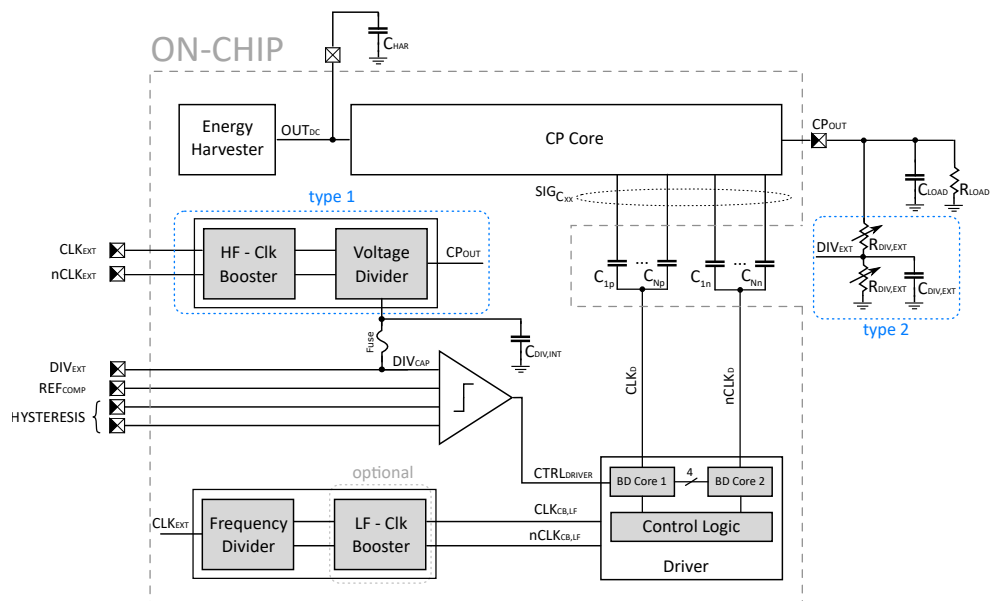 ON-CHIP
CHAR
Energy
Harvester
OUTDC
CP Core
CPOUT
CLOAD
RLOAD
SIGCxx
type 1
CLKEXT
nCLKEXT
HF - Clk
Booster
Voltage
Divider
CPOUT
C1p
...
CNp
C1n
...
CNn
DIVEXT
RDIV,EXT
RDIV,EXT
CDIV,EXT
type 2
Fuse
CDIV,INT
DIVEXT
DIVCAP
REFCOMP
HYSTERESIS
CLKD
nCLKD
CTRLDRIVER
BD Core 1
4
BD Core 2
Control Logic
Driver
optional
CLKEXT
Frequency
Divider
LF - Clk
Booster
CLKCB,LF
nCLKCB,LF